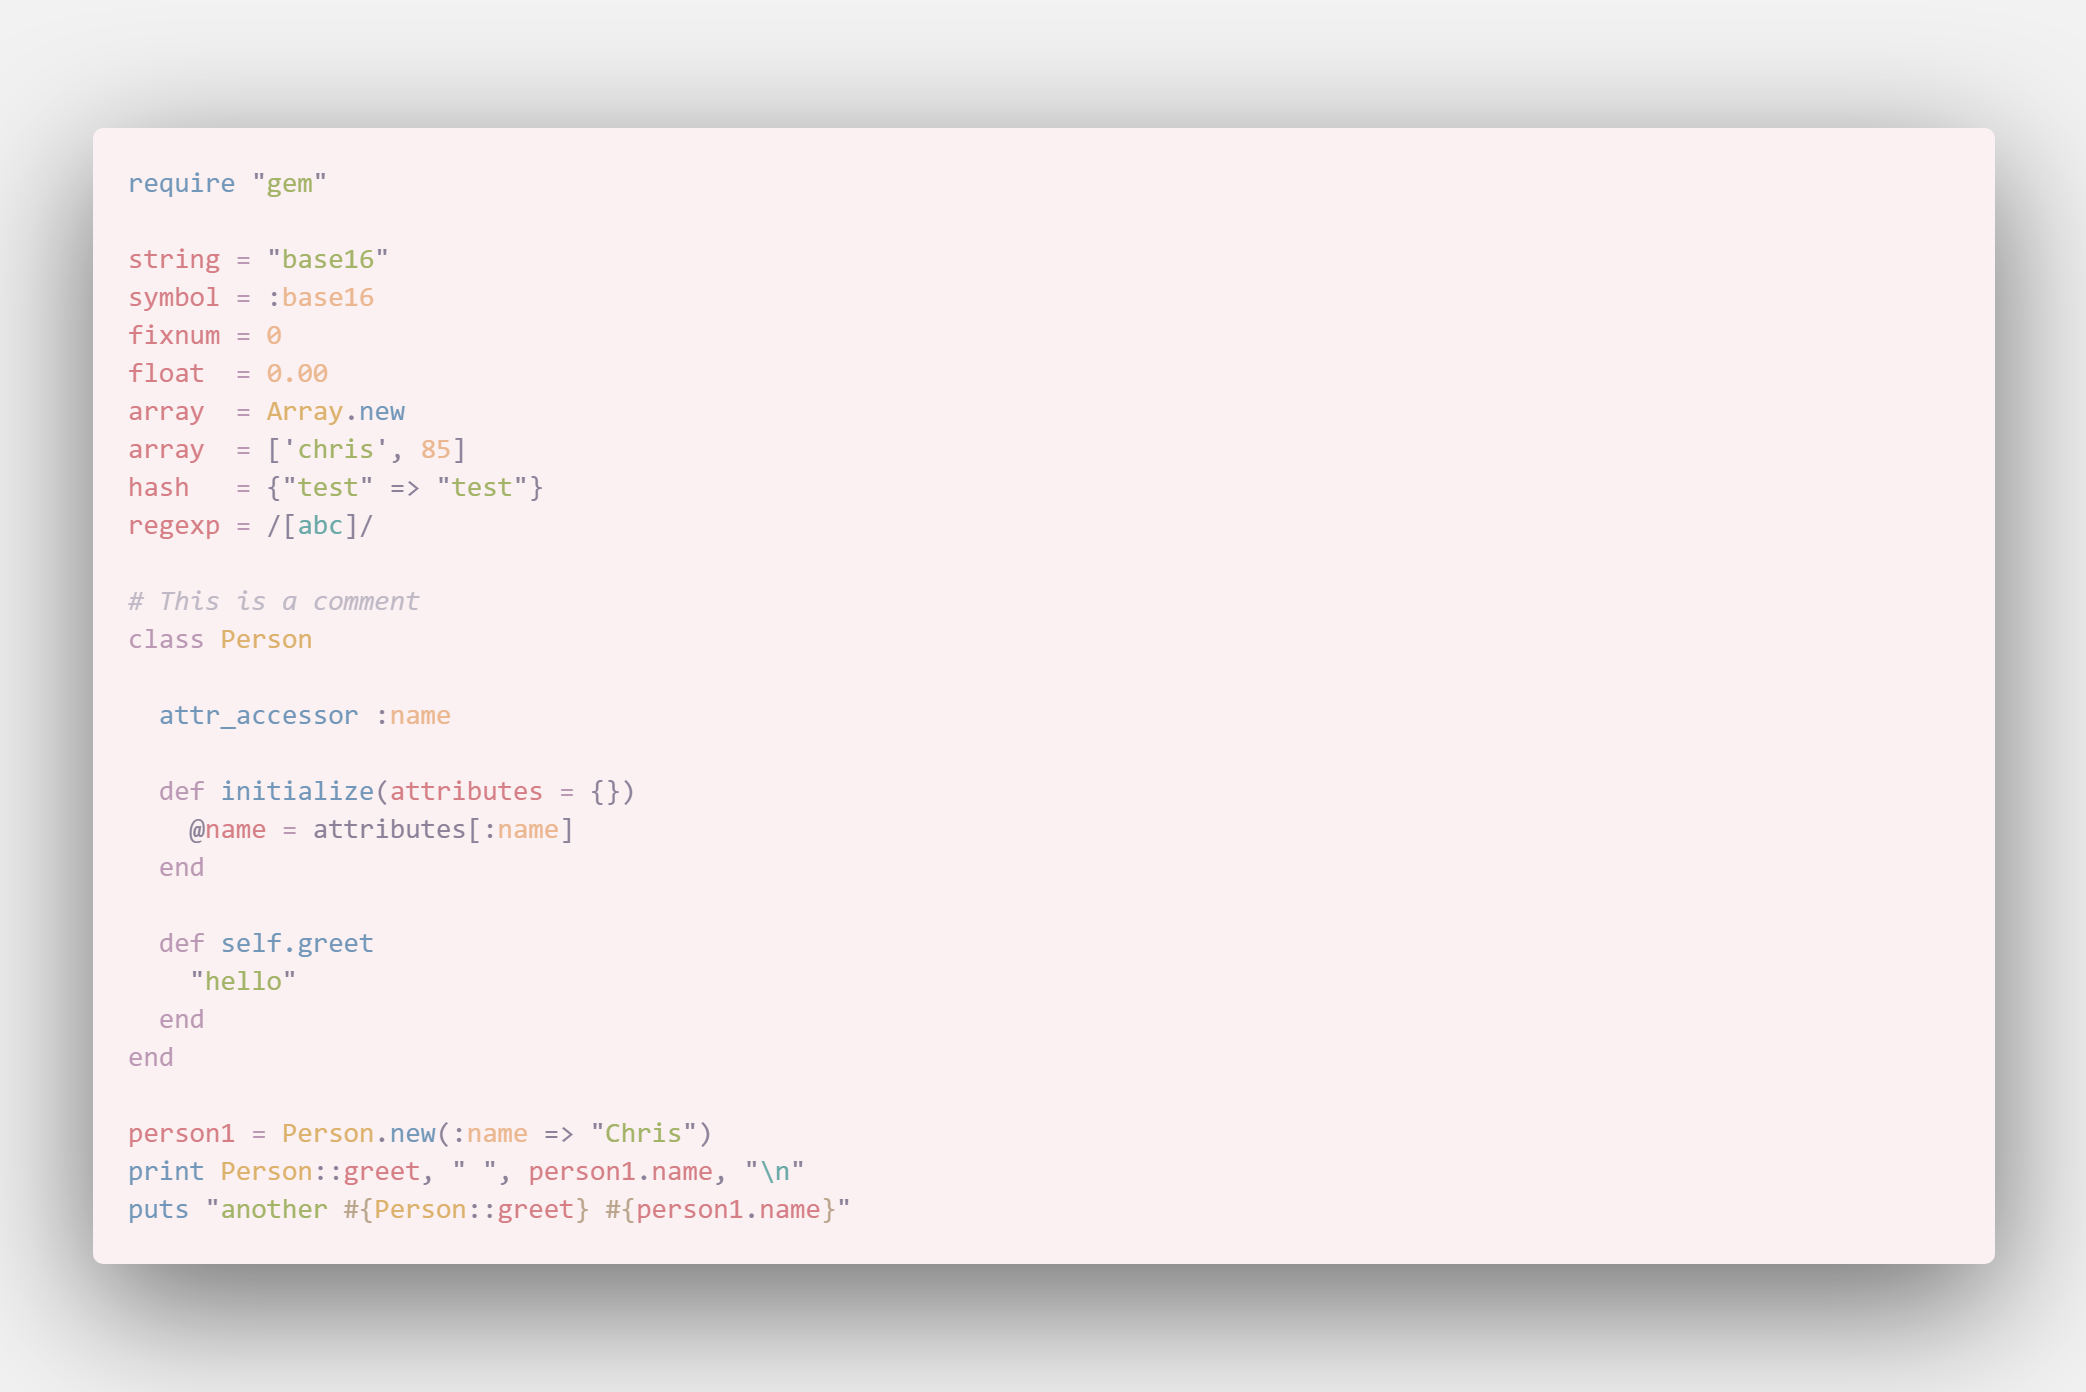 require "gem"

string = "base16"
symbol = :base16
fixnum = 0
float  = 0.00
array  = Array.new
array  = ['chris', 85]
hash   = {"test" => "test"}
regexp = /[abc]/

# This is a comment
class Person

  attr_accessor :name

  def initialize(attributes = {})
    @name = attributes[:name]
  end

  def self.greet
    "hello"
  end
end

person1 = Person.new(:name => "Chris")
print Person::greet, " ", person1.name, "\n"
puts "another #{Person::greet} #{person1.name}"